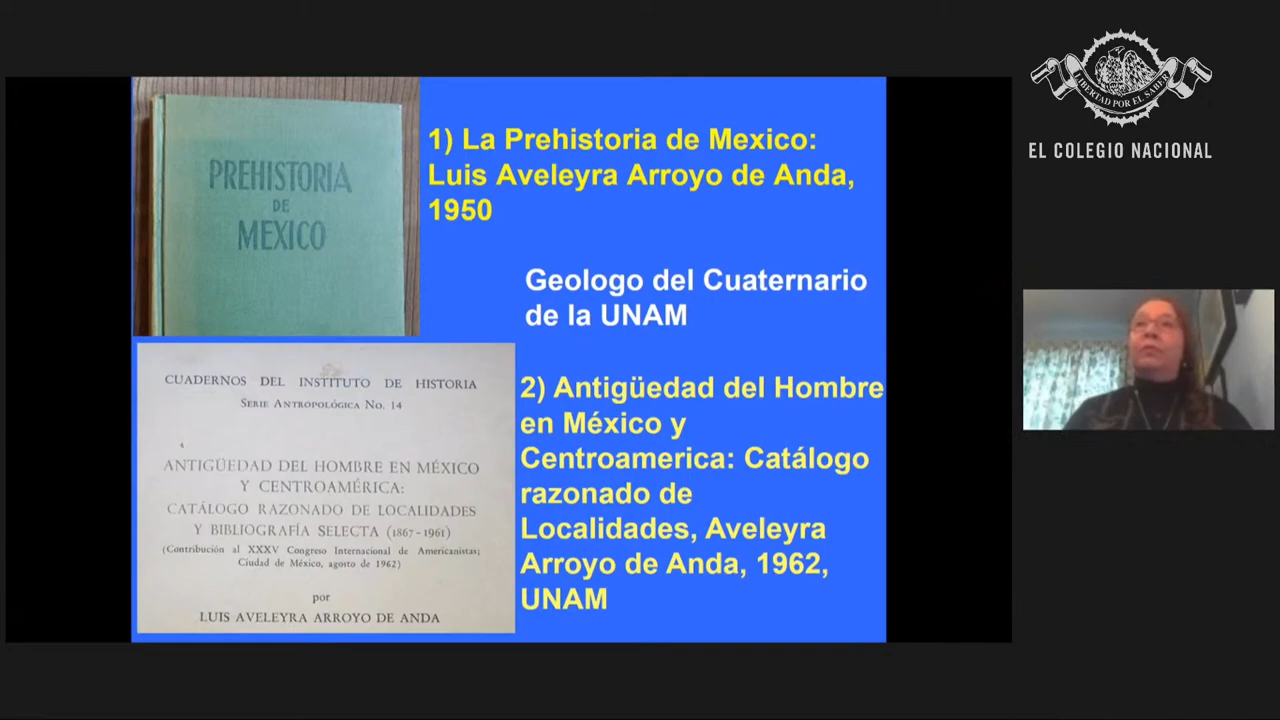 PREHISTORIA
DE
MEXICO
1) La Prehistoria de Mexico:
Luis Aveleyra Arroyo de Anda,
1950
Geologo del Cuaternario
de la UNAM
CUADERNOS DEL INSTITUTO DE HISTORIA
SERIE ANTROPOLÓGICA NO. 14
ANTIGÜEDAD DEL HOMBRE EN MÉXICO
Y CENTROAMÉRICA:
CATÁLOGO RAZONADO DE LOCALIDADES
Y BIBLIOGRAFÍA SELECTA (1867-1961)
(Contribución al XXXV Congreso Internacional de Americanistas;
Ciudad de México, agosto de 1962)
por
LUIS AVELEYRA ARROYO DE ANDA
2) Antigüedad del Hombre
en México y
Centroamerica: Catálogo
razonado de
Localidades, Aveleyra
Arroyo de Anda, 1962,
UNAM
LIBERTAD POR EL SABER
EL COLEGIO NACIONAL